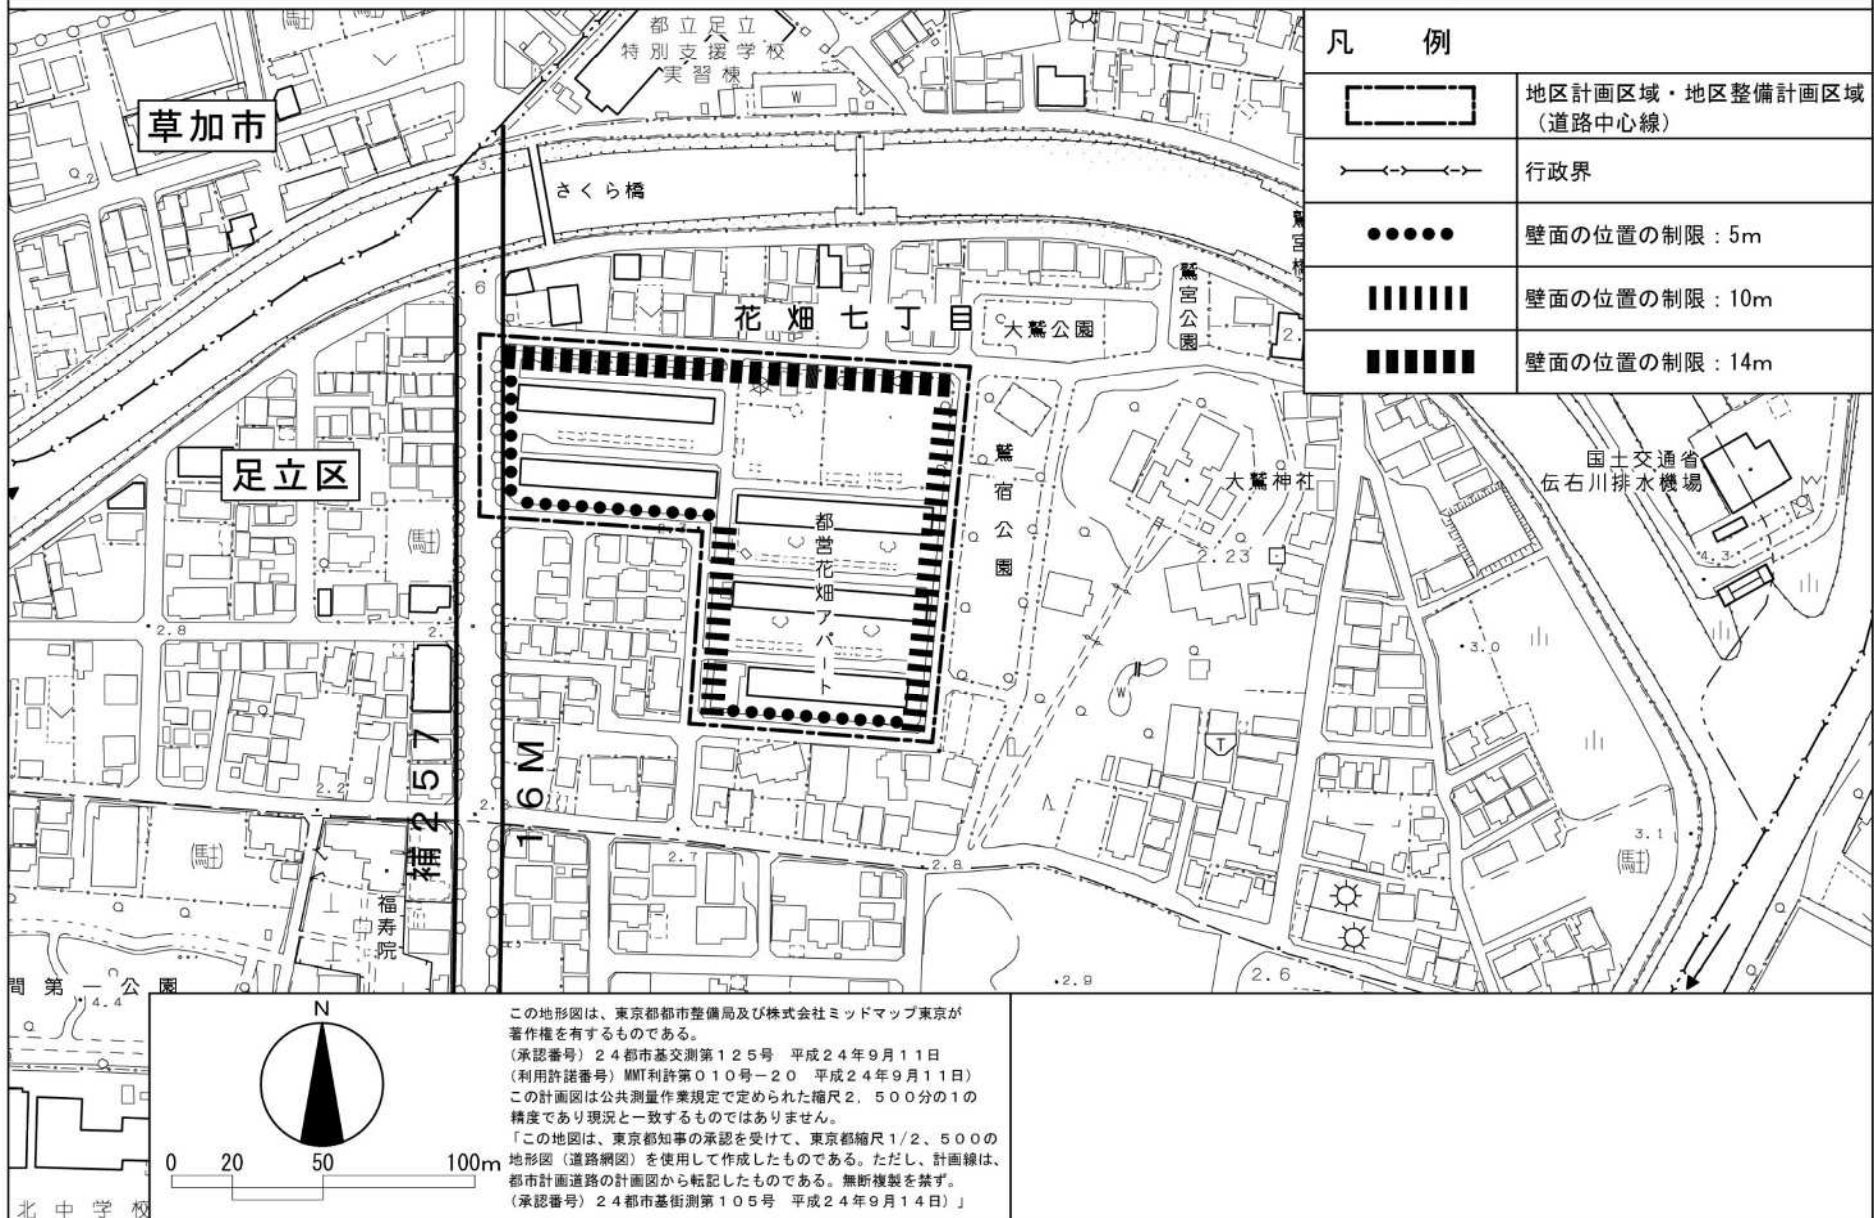 都立足立
特別支援学校
実習棟
W
草加市
さくら橋
鷲宮橋
2.6
花畑七丁目
大鷲公園
鷲宮公園
足立区
鷲宿公園
大鷲神社
国土交通省
伝右川排水機場
都営花畑アパート
2.23
4.3
2.8
3.0
W
T
補257
16M
2.2
2.7
2.8
3.1
福寿院
2.9
2.6
間第一公園
4.4
北中学校
凡 例
地区計画区域・地区整備計画区域
(道路中心線)
行政界
壁面の位置の制限:5m
壁面の位置の制限:10m
壁面の位置の制限:14m
N
0 20 50 100m
この地形図は、東京都都市整備局及び株式会社ミッドマップ東京が
著作権を有するものである。
(承認番号)24都市基交測第125号 平成24年9月11日
(利用許諾番号)MMT利許第010号-20 平成24年9月11日)
この計画図は公共測量作業規定で定められた縮尺2,500分の1の
精度であり現況と一致するものではありません。
「この地図は、東京都知事の承認を受けて、東京都縮尺1/2、500の
地形図(道路網図)を使用して作成したものである。ただし、計画線は、
都市計画道路の計画図から転記したものである。無断複製を禁ず。
(承認番号)24都市基街測第105号 平成24年9月14日)」